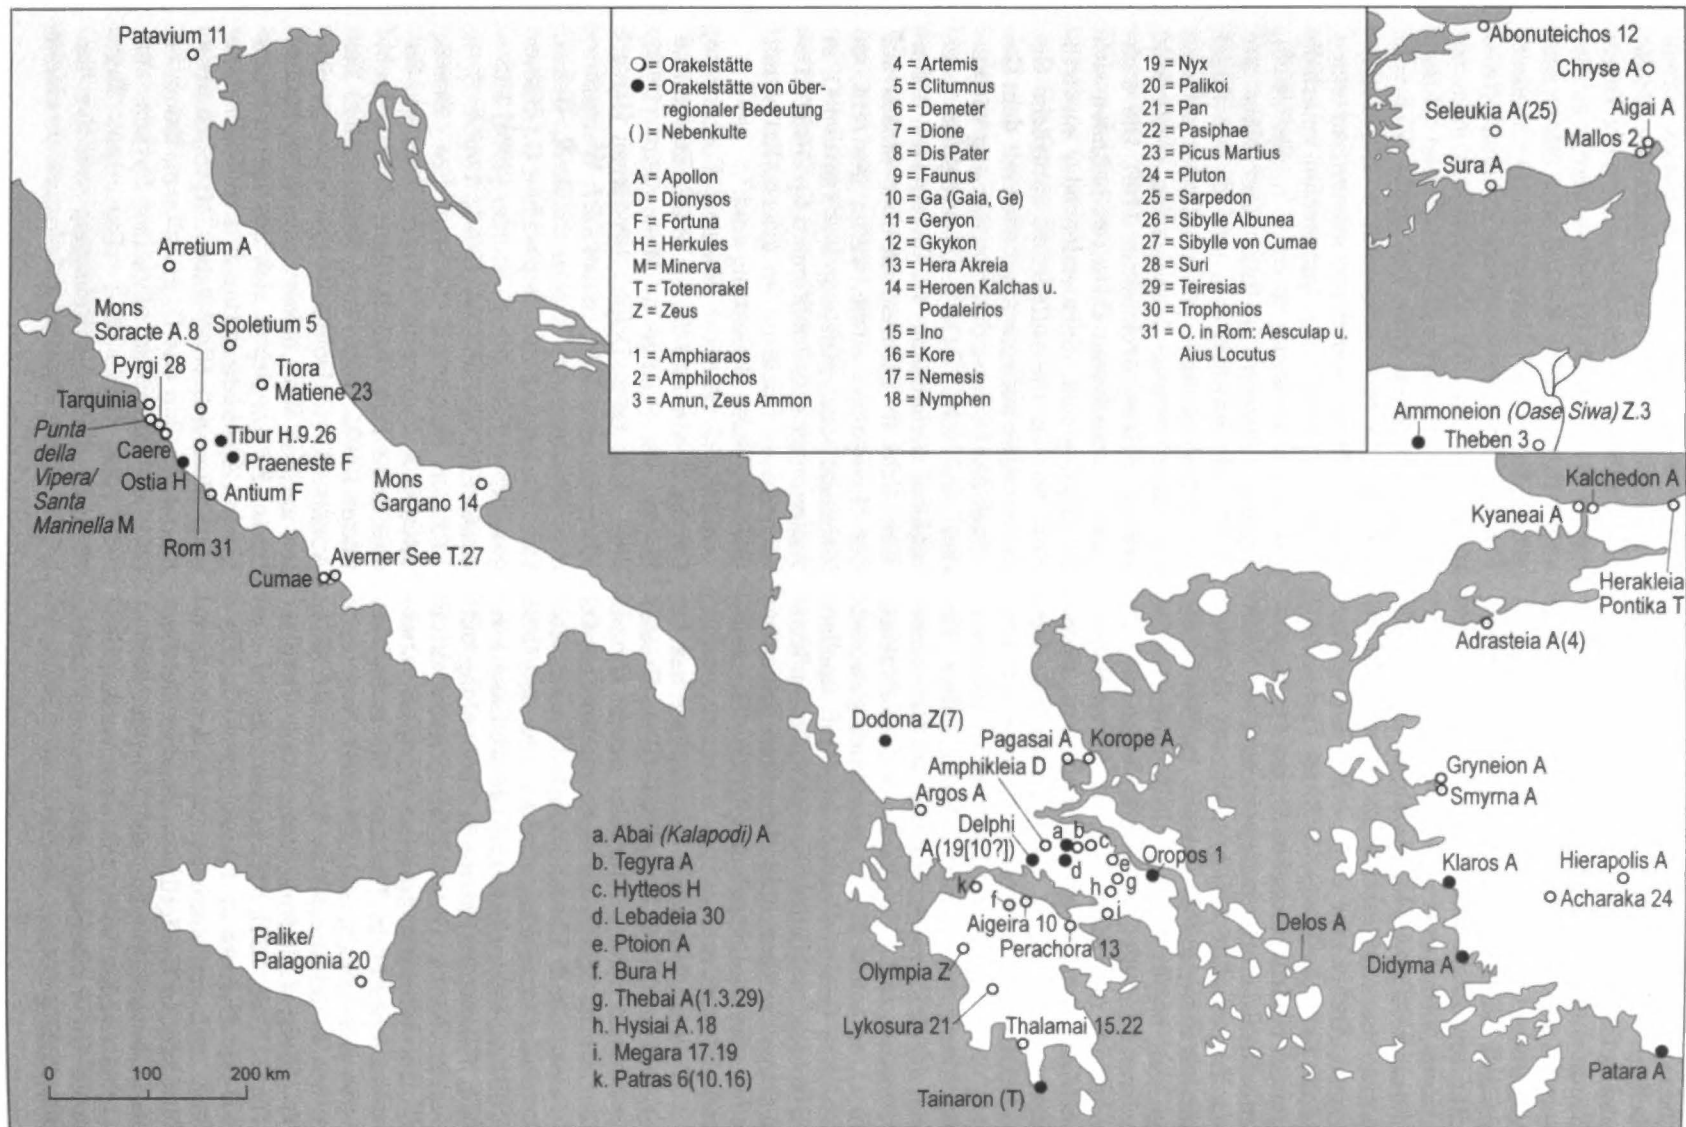 Patavium 11
Arretium A
Mons
Soracte A.8
Spoletium 5
Pyrgi 28
Tiora
Matiene 23
Tarquinia
Punta
della
Vipera/
Santa
Marinella M
Caere
Tibur H.9.26
Praeneste F
Ostia H
Antium F
Rom 31
Mons
Gargano 14
Averner See T.27
Cumae
Palike/
Palagonia 20
0 100 200 km
= Orakelstätte
= Orakelstätte von über-
regionaler Bedeutung
( ) = Nebenkulte
A = Apollon
D = Dionysos
F = Fortuna
H = Herkules
M = Minerva
T = Totenorakel
Z = Zeus
1 = Amphiaraos
2 = Amphilochos
3 = Amun, Zeus Ammon
4 = Artemis
5 = Clitumnus
6 = Demeter
7 = Dione
8 = Dis Pater
9 = Faunus
10 = Ga (Gaia, Ge)
11 = Geryon
12 = Gkykon
13 = Hera Akreia
14 = Heroen Kalchas u.
Podaleirios
15 = Ino
16 = Kore
17 = Nemesis
18 = Nymphen
19 = Nyx
20 = Palikoi
21 = Pan
22 = Pasiphae
23 = Picus Martius
24 = Pluton
25 = Sarpedon
26 = Sibylle Albunea
27 = Sibylle von Cumae
28 = Suri
29 = Teiresias
30 = Trophonios
31 = O. in Rom: Aesculap u.
Aius Locutus
Abonuteichos 12
Chryse A
Seleukia A(25)
Aigai A
Mallos 2
Sura A
Ammoneion (Oase Siwa) Z.3
Theben 3
Kalchedon A
Kyaneai A
Herakleia
Pontika T
Adrasteia A(4)
Dodona Z(7)
Pagasai A
Korope A
Amphikleia D
Argos A
Delphi
A(19[10?])
a
b
c
d
e
g
h
i
k
f
Oropos 1
Aigeira 10
Perachora 13
Olympia Z
Lykosura 21
Thalamai 15.22
Tainaron (T)
Gryneion A
Smyrna A
Klaros A
Hierapolis A
Acharaka 24
Delos A
Didyma A
Patara A
a. Abai (Kalapodi) A
b. Tegyra A
c. Hytteos H
d. Lebadeia 30
e. Ptoion A
f. Bura H
g. Thebai A(1.3.29)
h. Hysiai A.18
i. Megara 17.19
k. Patras 6(10.16)